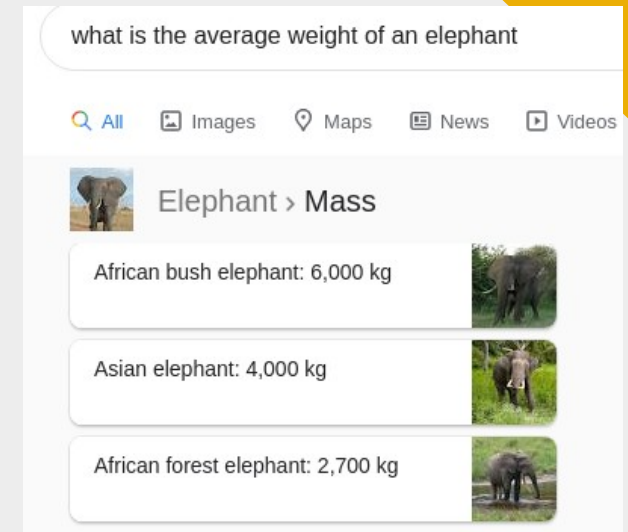 what is the average weight of an elephant
All Images Maps News Videos
Elephant › Mass
African bush elephant: 6,000 kg
Asian elephant: 4,000 kg
African forest elephant: 2,700 kg